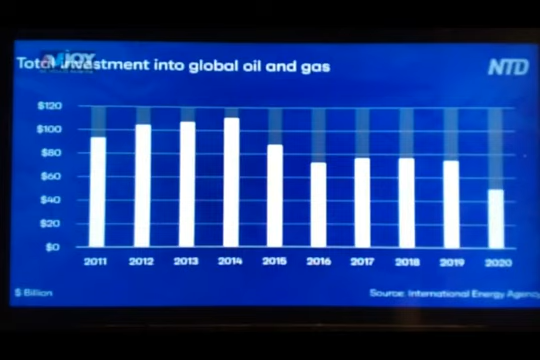 Total investment into global oil and gas
NTD
$120
$100
$80
$60
$40
$20
$0
2011 2012 2013 2014 2015 2016 2017 2018 2019 2020
$ Billion
Source: International Energy Agency